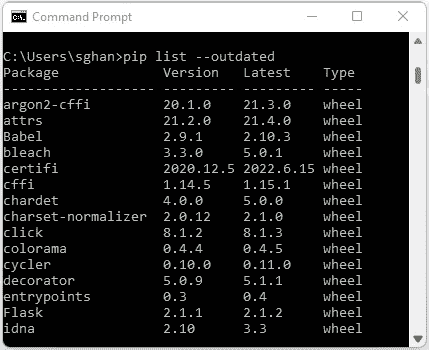 Command Prompt
C:\Users\sghan>pip list --outdated
Package            Version   Latest    Type
------------------ --------- --------- -----
argon2-cffi        20.1.0    21.3.0    wheel
attrs              21.2.0    21.4.0    wheel
Babel              2.9.1     2.10.3    wheel
bleach             3.3.0     5.0.1     wheel
certifi            2020.12.5 2022.6.15 wheel
cffi               1.14.5    1.15.1    wheel
chardet            4.0.0     5.0.0     wheel
charset-normalizer 2.0.12    2.1.0     wheel
click              8.1.2     8.1.3     wheel
colorama           0.4.4     0.4.5     wheel
cycler             0.10.0    0.11.0    wheel
decorator          5.0.9     5.1.1     wheel
entrypoints        0.3       0.4       wheel
Flask              2.1.1     2.1.2     wheel
idna               2.10      3.3       wheel